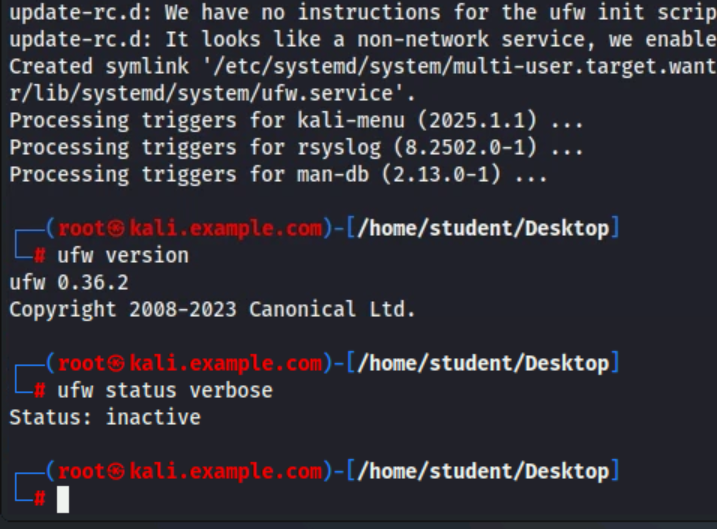 update-rc.d: We have no instructions for the ufw init scrip
update-rc.d: It looks like a non-network service, we enable
Created symlink '/etc/systemd/system/multi-user.target.want
r/lib/systemd/system/ufw.service'.
Processing triggers for kali-menu (2025.1.1) ...
Processing triggers for rsyslog (8.2502.0-1) ...
Processing triggers for man-db (2.13.0-1) ...
┌──(root㉿kali.example.com)-[/home/student/Desktop]
└─# ufw version
ufw 0.36.2
Copyright 2008-2023 Canonical Ltd.
┌──(root㉿kali.example.com)-[/home/student/Desktop]
└─# ufw status verbose
Status: inactive
┌──(root㉿kali.example.com)-[/home/student/Desktop]
└─#